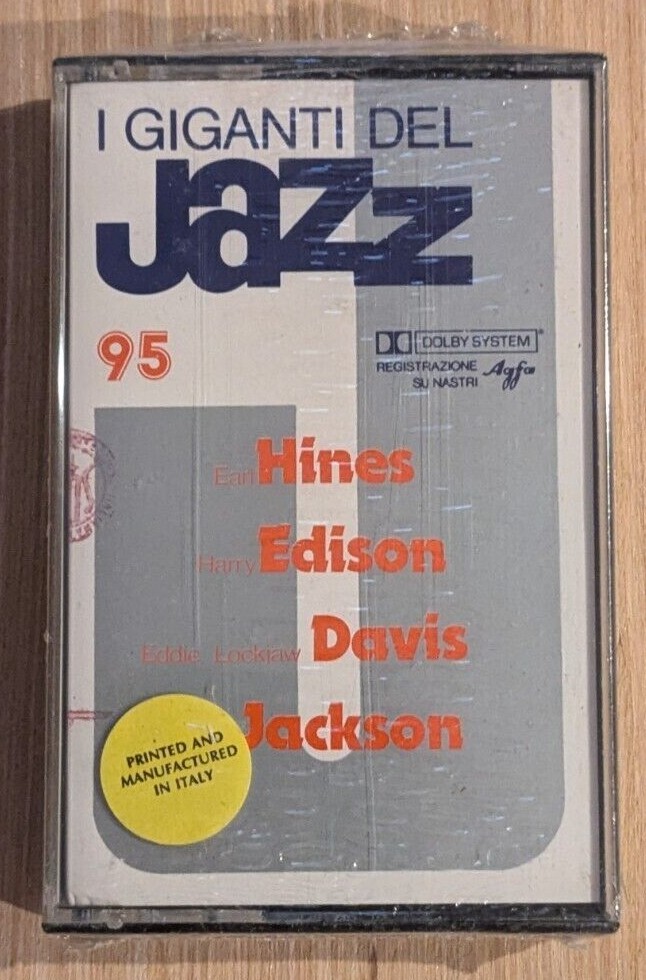 I GIGANTI DEL
Jazz
95
DOLBY SYSTEM
REGISTRAZIONE Agfa
SU NASTRI
Earl Hines
Harry Edison
Eddie Lockjaw Davis
Jackson
PRINTED AND
MANUFACTURED
IN ITALY